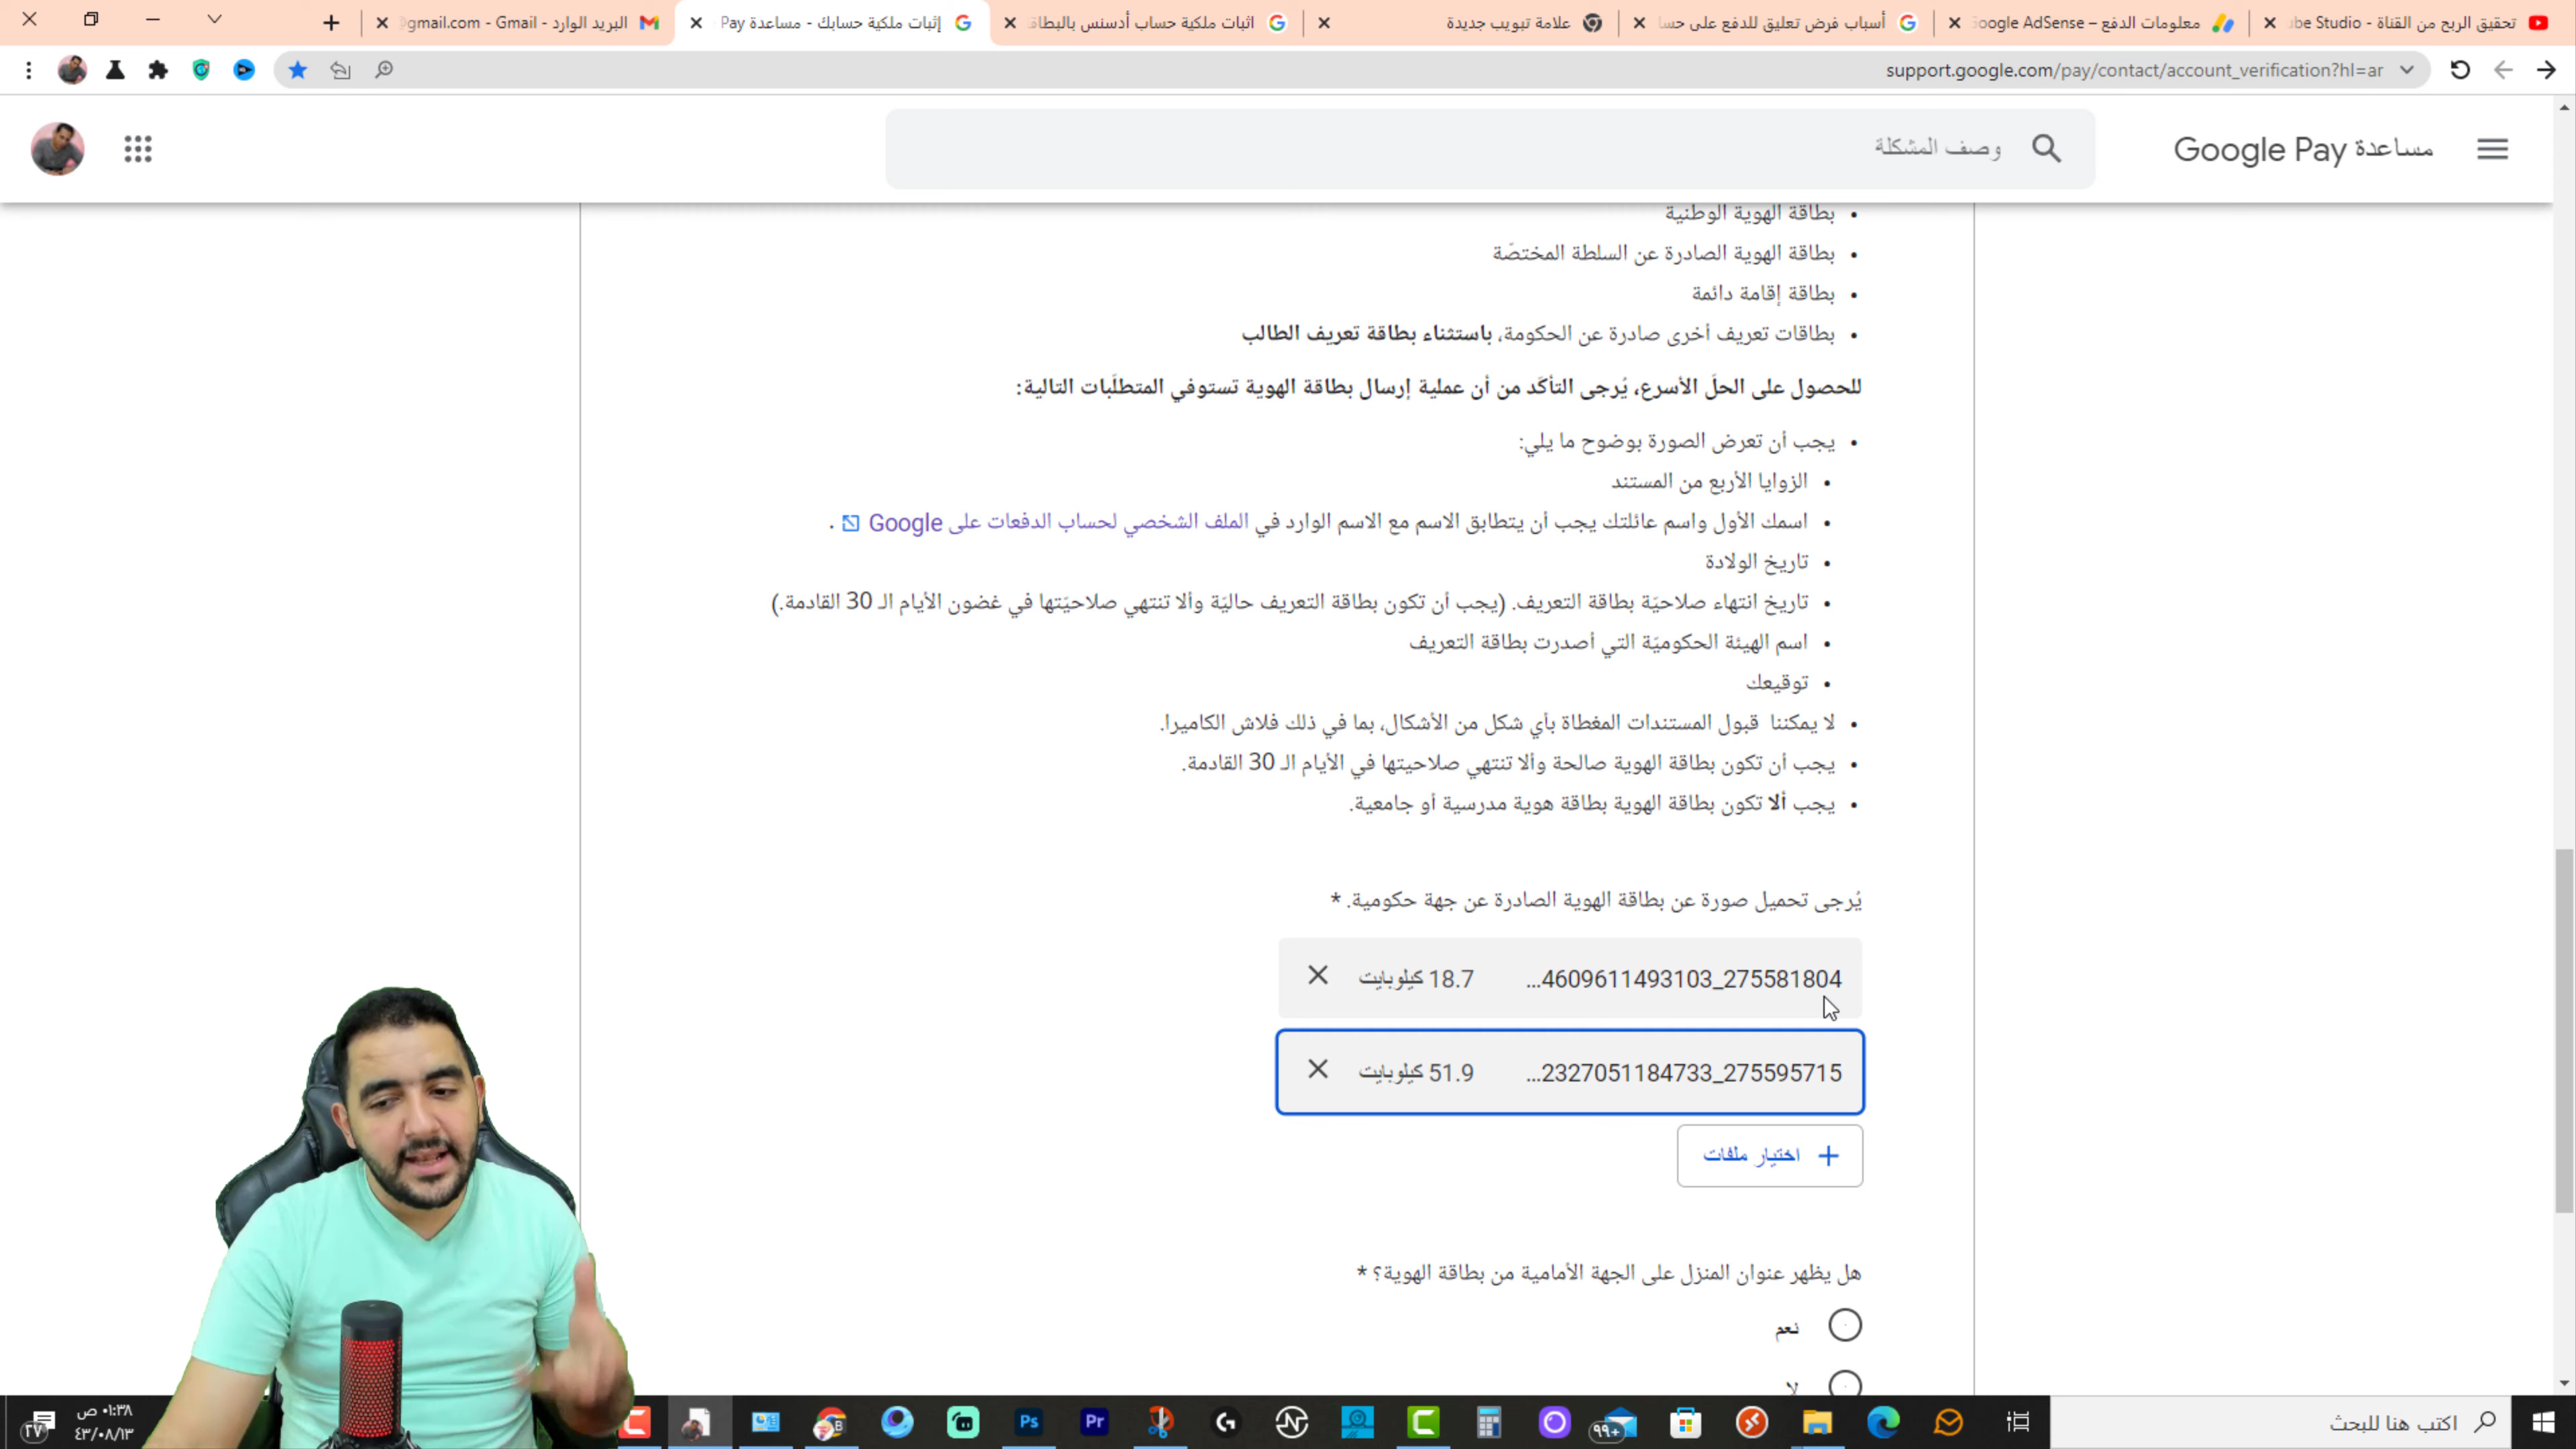 تحقيق الربح من القناة - be Studio
معلومات الدفع – Google AdSense
أسباب فرض تعليق للدفع على حسا
علامة تبويب جديدة
اثبات ملكية حساب أدسنس بالبطاق
إثبات ملكية حسابك - مساعدة Pay
البريد الوارد - gmail.com - Gmail
support.google.com/pay/contact/account_verification?hl=ar
مساعدة Google Pay
وصف المشكلة
بطاقة الهوية الوطنية
بطاقة الهوية الصادرة عن السلطة المختصّة
بطاقة إقامة دائمة
بطاقات تعريف أخرى صادرة عن الحكومة، باستثناء بطاقة تعريف الطالب
للحصول على الحلّ الأسرع، يُرجى التأكّد من أن عملية إرسال بطاقة الهوية تستوفي المتطلّبات التالية:
يجب أن تعرض الصورة بوضوح ما يلي:
الزوايا الأربع من المستند
اسمك الأول واسم عائلتك يجب أن يتطابق الاسم مع الاسم الوارد في الملف الشخصي لحساب الدفعات على Google .
تاريخ الولادة
تاريخ انتهاء صلاحيّة بطاقة التعريف. (يجب أن تكون بطاقة التعريف حاليّة وألا تنتهي صلاحيّتها في غضون الأيام الـ 30 القادمة.)
اسم الهيئة الحكوميّة التي أصدرت بطاقة التعريف
توقيعك
لا يمكننا قبول المستندات المغطاة بأي شكل من الأشكال، بما في ذلك فلاش الكاميرا.
يجب أن تكون بطاقة الهوية صالحة وألا تنتهي صلاحيتها في الأيام الـ 30 القادمة.
يجب ألا تكون بطاقة الهوية بطاقة هوية مدرسية أو جامعية.
يُرجى تحميل صورة عن بطاقة الهوية الصادرة عن جهة حكومية. *
...4609611493103_275581804 18.7 كيلوبايت
...2327051184733_275595715 51.9 كيلوبايت
اختيار ملفات
هل يظهر عنوان المنزل على الجهة الأمامية من بطاقة الهوية؟ *
نعم
لا
اكتب هنا للبحث
٩٩+
Ps
Pr
٠١:٣٨ ص
٤٣/٠٨/١٣
٢٧